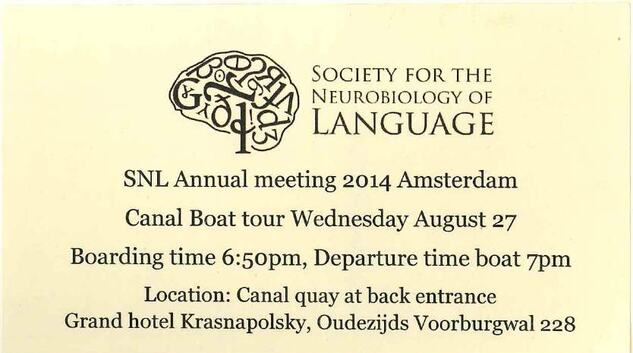 SOCIETY FOR THE
NEUROBIOLOGY OF
LANGUAGE
SNL Annual meeting 2014 Amsterdam
Canal Boat tour Wednesday August 27
Boarding time 6:50pm, Departure time boat 7pm
Location: Canal quay at back entrance
Grand hotel Krasnapolsky, Oudezijds Voorburgwal 228